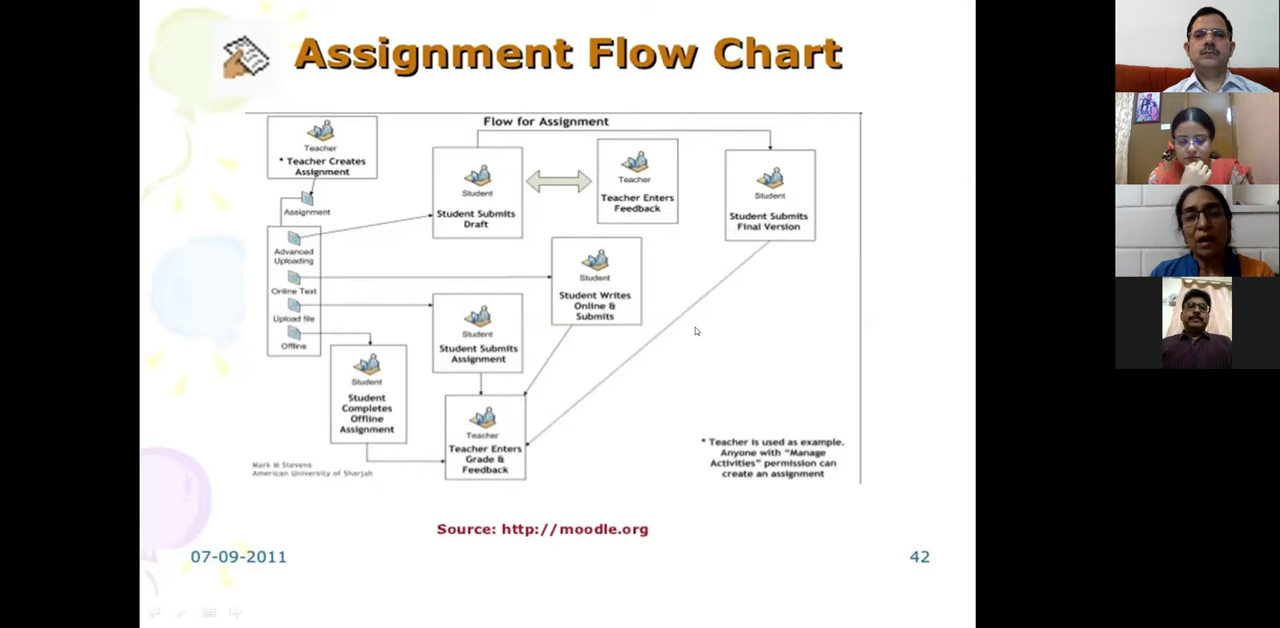 Assignment Flow Chart
Flow for Assignment
Teacher
* Teacher Creates
Assignment
Assignment
Advanced
Uploading
Online Text
Upload file
Offline
Student
Student Submits
Draft
Teacher
Teacher Enters
Feedback
Student
Student Submits
Final Version
Student
Student Writes
Online &
Submits
Student
Student Submits
Assignment
Student
Student
Completes
Offline
Assignment
Teacher
Teacher Enters
Grade &
Feedback
* Teacher is used as example.
Anyone with "Manage
Activities" permission can
create an assignment
Mark M Stevens
American University of Sharjah
Source: http://moodle.org
07-09-2011
42